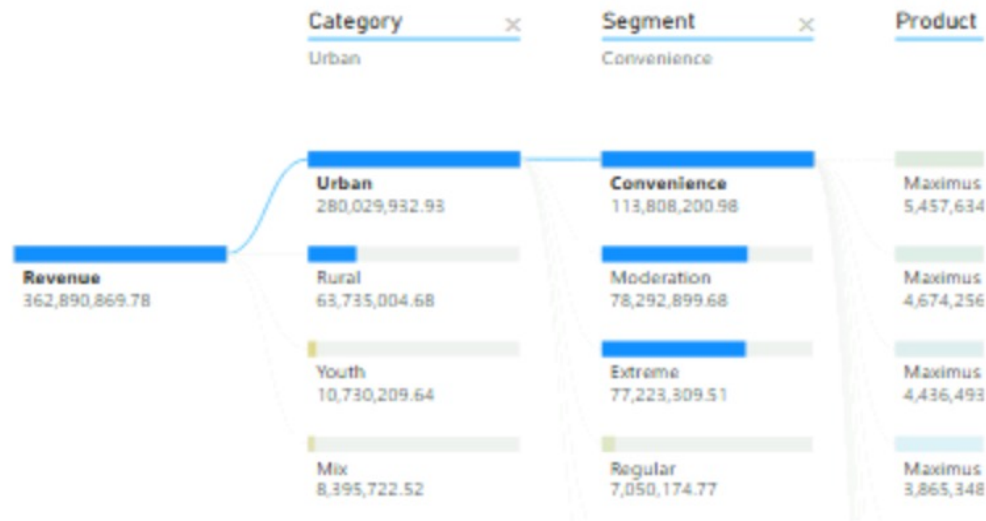 Category
Urban
Segment
Convenience
Product
Revenue
362,890,869.78
Urban
280,029,932.93
Rural
63,735,004.68
Youth
10,730,209.64
Mix
8,395,722.52
Convenience
113,808,200.98
Moderation
78,292,899.68
Extreme
77,223,309.51
Regular
7,050,174.77
Maximus
5,457,634
Maximus
4,674,256
Maximus
4,436,493
Maximus
3,865,348